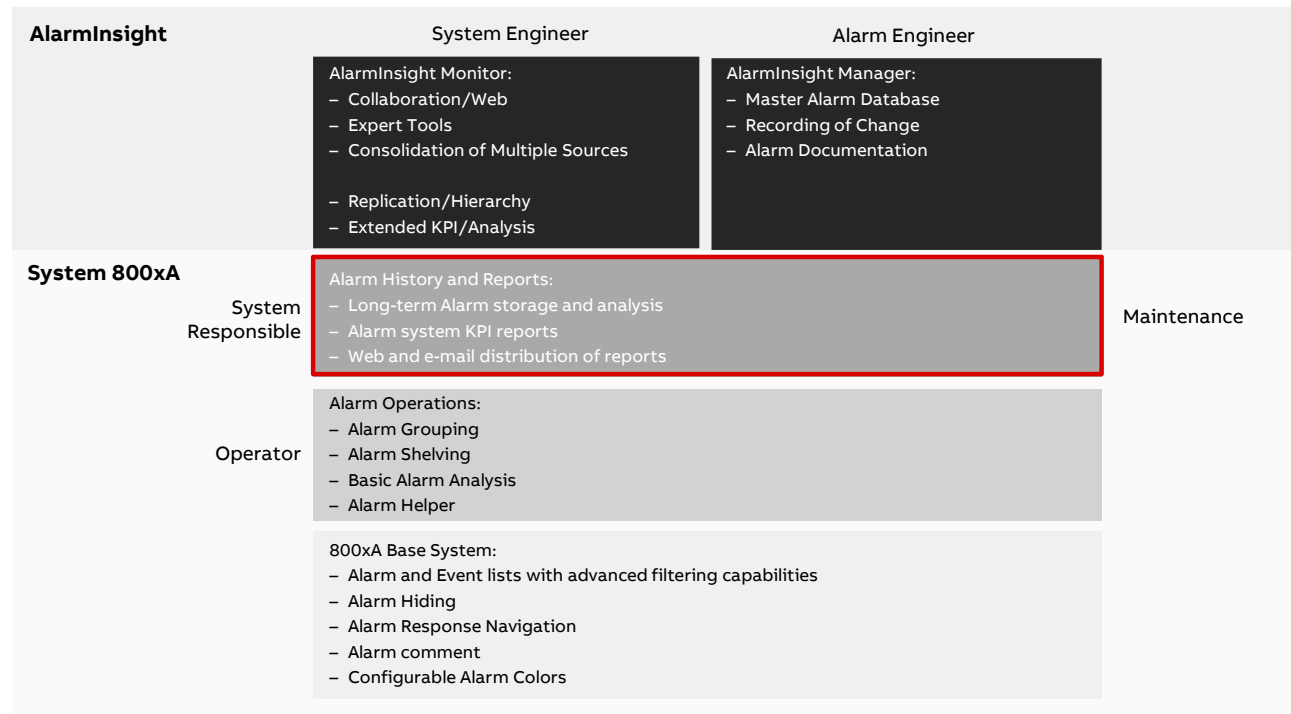 AlarmInsight
System Engineer
Alarm Engineer
AlarmInsight Monitor:
– Collaboration/Web
– Expert Tools
– Consolidation of Multiple Sources
– Replication/Hierarchy
– Extended KPI/Analysis
AlarmInsight Manager:
– Master Alarm Database
– Recording of Change
– Alarm Documentation
System 800xA
System
Responsible
Alarm History and Reports:
– Long-term Alarm storage and analysis
– Alarm system KPI reports
– Web and e-mail distribution of reports
Maintenance
Operator
Alarm Operations:
– Alarm Grouping
– Alarm Shelving
– Basic Alarm Analysis
– Alarm Helper
800xA Base System:
– Alarm and Event lists with advanced filtering capabilities
– Alarm Hiding
– Alarm Response Navigation
– Alarm comment
– Configurable Alarm Colors